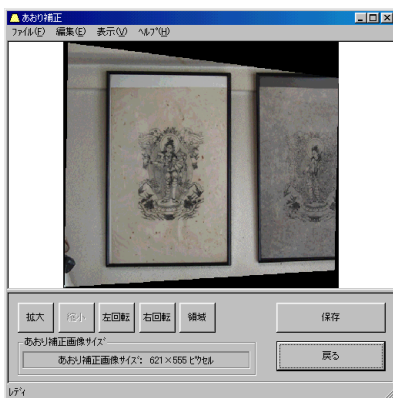 あおり補正
ファイル(F) 編集(E) 表示(V) ヘルプ(H)
拡大 縮小 左回転 右回転 領域 保存
あおり補正画像サイズ
あおり補正画像サイズ: 621×555 ピクセル
戻る
レディ